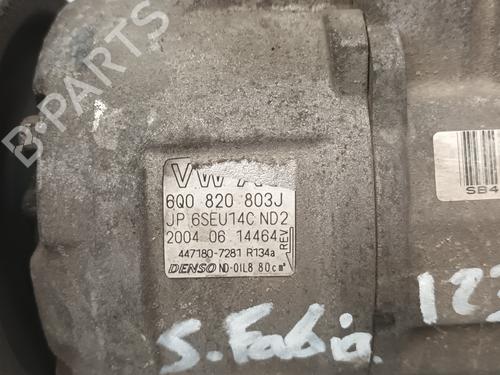 B-PARTS
VW A
6Q0 820 803J
JP 6SEU14C ND2
2004 06 14464
REV
447180-7281 R134a
DENSO ND-OIL8 80cm³
SB4
S. Fabia